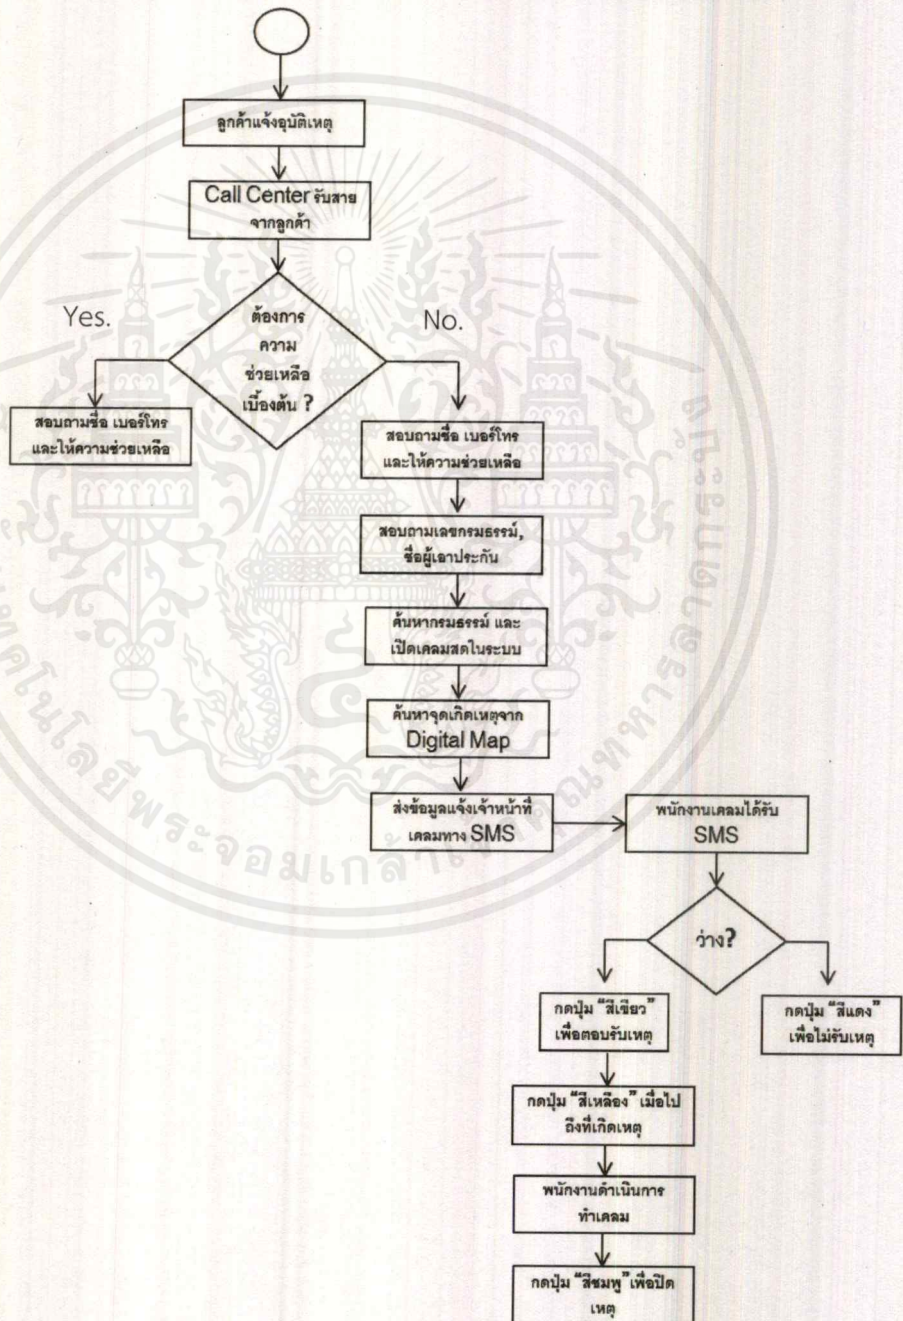 ลูกค้าแจ้งอุบัติเหตุ
Call Center รับสาย
จากลูกค้า
ต้องการ
ความ
ช่วยเหลือ
เบื้องต้น ?
Yes.
No.
สอบถามชื่อ เบอร์โทร
และให้ความช่วยเหลือ
สอบถามชื่อ เบอร์โทร
และให้ความช่วยเหลือ
สอบถามเลขกรมธรรม์,
ชื่อผู้เอาประกัน
ค้นหากรมธรรม์ และ
เปิดเคลมสดในระบบ
ค้นหาจุดเกิดเหตุจาก
Digital Map
ส่งข้อมูลแจ้งเจ้าหน้าที่
เคลมทาง SMS
พนักงานเคลมได้รับ
SMS
ว่าง?
กดปุ่ม "สีเขียว"
เพื่อตอบรับเหตุ
กดปุ่ม "สีแดง"
เพื่อไม่รับเหตุ
กดปุ่ม "สีเหลือง" เมื่อไป
ถึงที่เกิดเหตุ
พนักงานดำเนินการ
ทำเคลม
กดปุ่ม "สีชมพู" เพื่อปิด
เหตุ